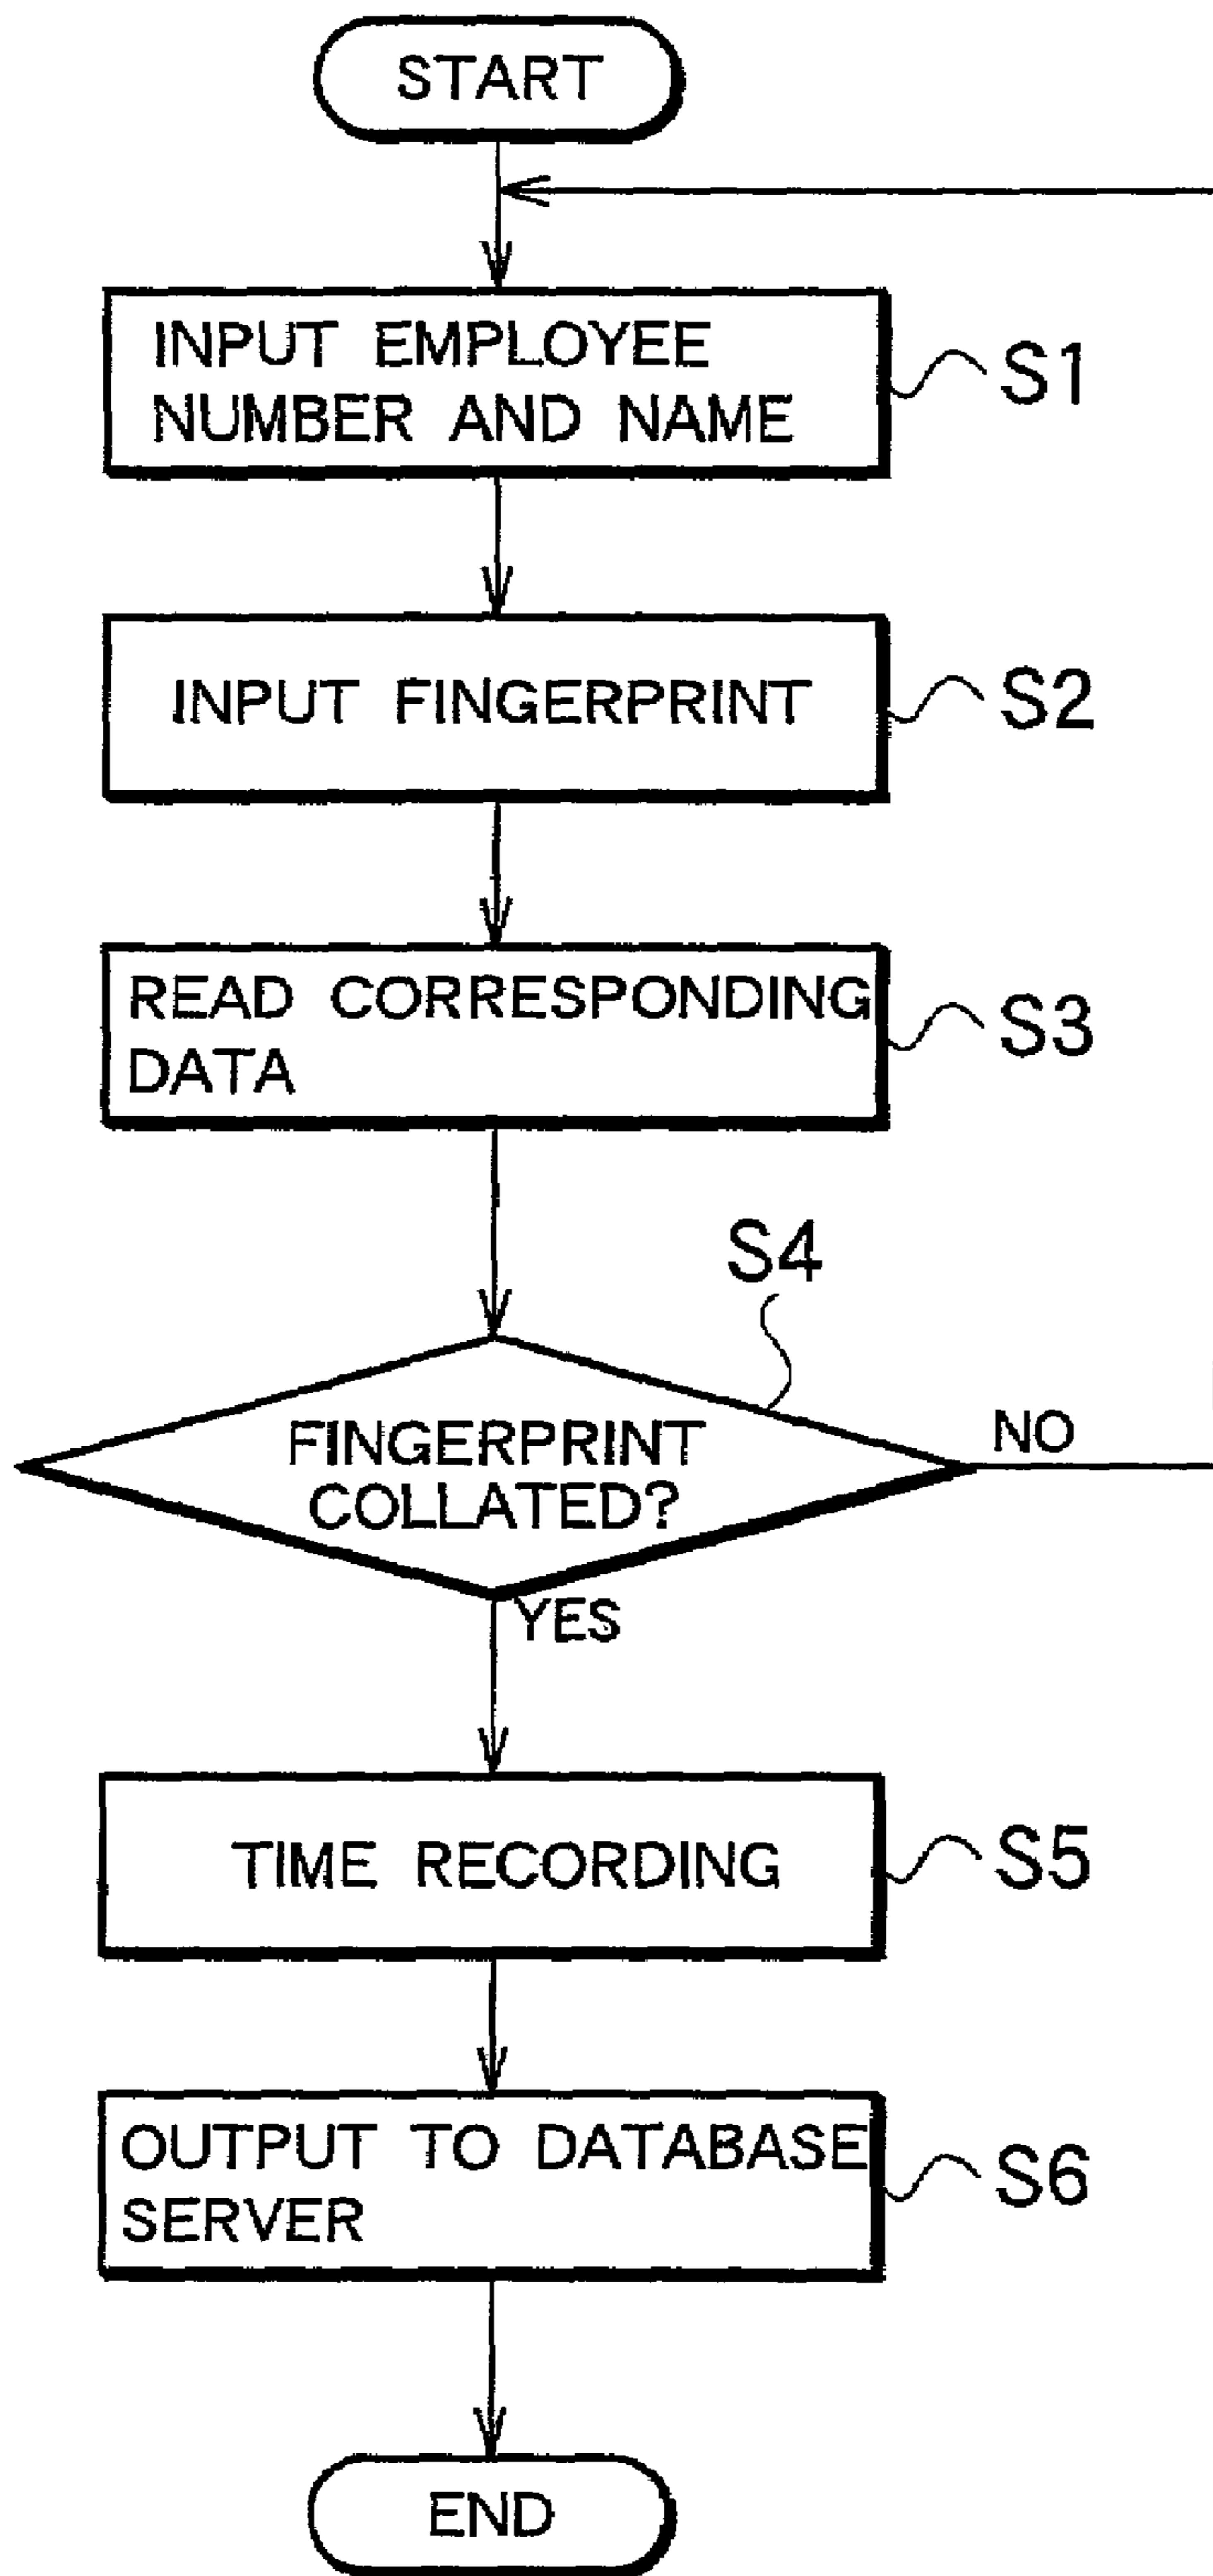 START
INPUT EMPLOYEE
NUMBER AND NAME
S1
INPUT FINGERPRINT
S2
READ CORRESPONDING
DATA
S3
S4
FINGERPRINT
COLLATED?
NO
YES
TIME RECORDING
S5
OUTPUT TO DATABASE
SERVER
S6
END